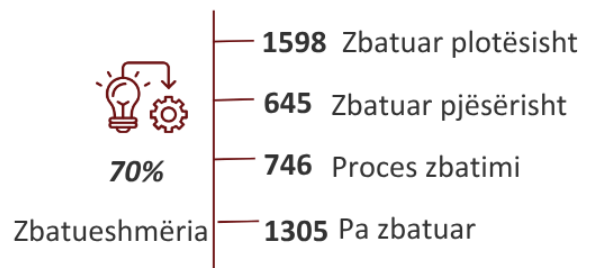 1598 Zbatuar plotësisht
645 Zbatuar pjësërisht
70%
746 Proces zbatimi
Zbatueshmëria
1305 Pa zbatuar